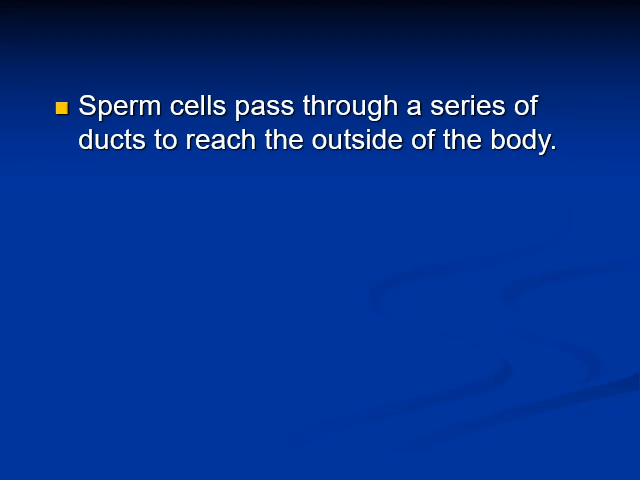 Sperm cells pass through a series of
ducts to reach the outside of the body.